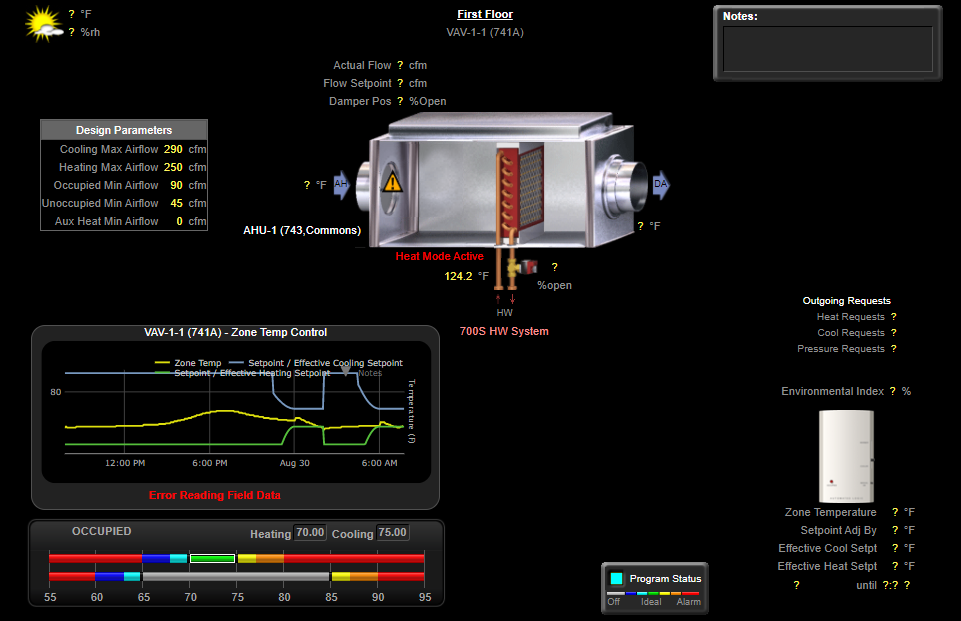 ? °F
? %rh
First Floor
VAV-1-1 (741A)
Notes:
Actual Flow ? cfm
Flow Setpoint ? cfm
Damper Pos ? %Open
Design Parameters
Cooling Max Airflow 290 cfm
Heating Max Airflow 250 cfm
Occupied Min Airflow 90 cfm
Unoccupied Min Airflow 45 cfm
Aux Heat Min Airflow 0 cfm
? °F AH
DA
? °F
AHU-1 (743,Commons)
Heat Mode Active
124.2 °F
?
%open
HW
700S HW System
Outgoing Requests
Heat Requests ?
Cool Requests ?
Pressure Requests ?
Environmental Index ? %
VAV-1-1 (741A) - Zone Temp Control
Zone Temp Setpoint / Effective Cooling Setpoint
Setpoint / Effective Heating Setpoint Notes
80
Temperature (F)
12:00 PM 6:00 PM Aug 30 6:00 AM
Error Reading Field Data
OCCUPIED
Heating 70.00 Cooling 75.00
55 60 65 70 75 80 85 90 95
Zone Temperature ? °F
Setpoint Adj By ? °F
Effective Cool Setpt ? °F
Effective Heat Setpt ? °F
? until ?:? ?
Program Status
Off Ideal Alarm